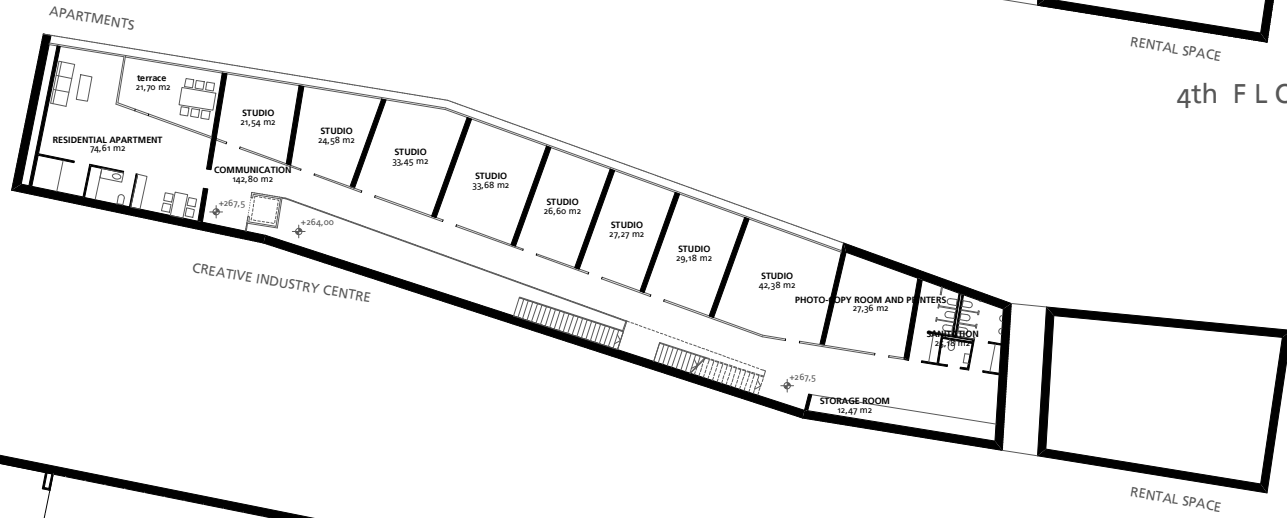 APARTMENTS
RENTAL SPACE
4th FLO
terrace
21,70 m2
STUDIO
21,54 m2
STUDIO
24,58 m2
RESIDENTIAL APARTMENT
74,61 m2
STUDIO
33,45 m2
COMMUNICATION
142,80 m2
STUDIO
33,68 m2
STUDIO
26,60 m2
+267,5
+264,00
STUDIO
27,27 m2
STUDIO
29,18 m2
CREATIVE INDUSTRY CENTRE
STUDIO
42,38 m2
PHOTO-COPY ROOM AND PRINTERS
27,36 m2
SANITATION
+267,5
STORAGE ROOM
12,47 m2
RENTAL SPACE